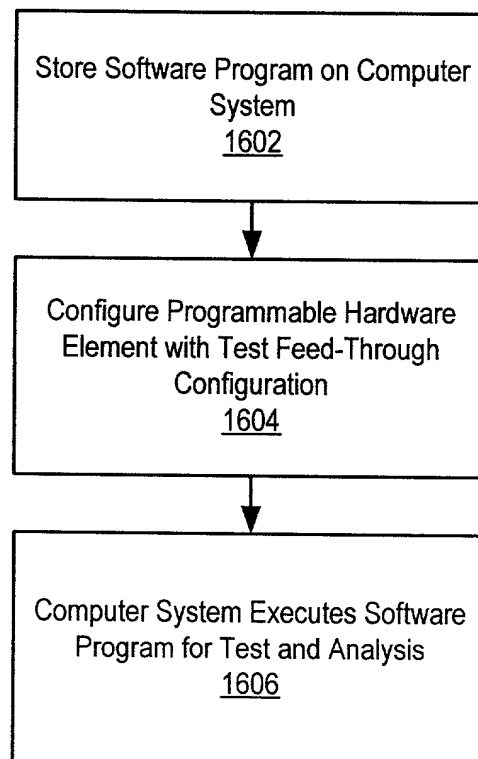 Store Software Program on Computer
System
1602
Configure Programmable Hardware
Element with Test Feed-Through
Configuration
1604
Computer System Executes Software
Program for Test and Analysis
1606